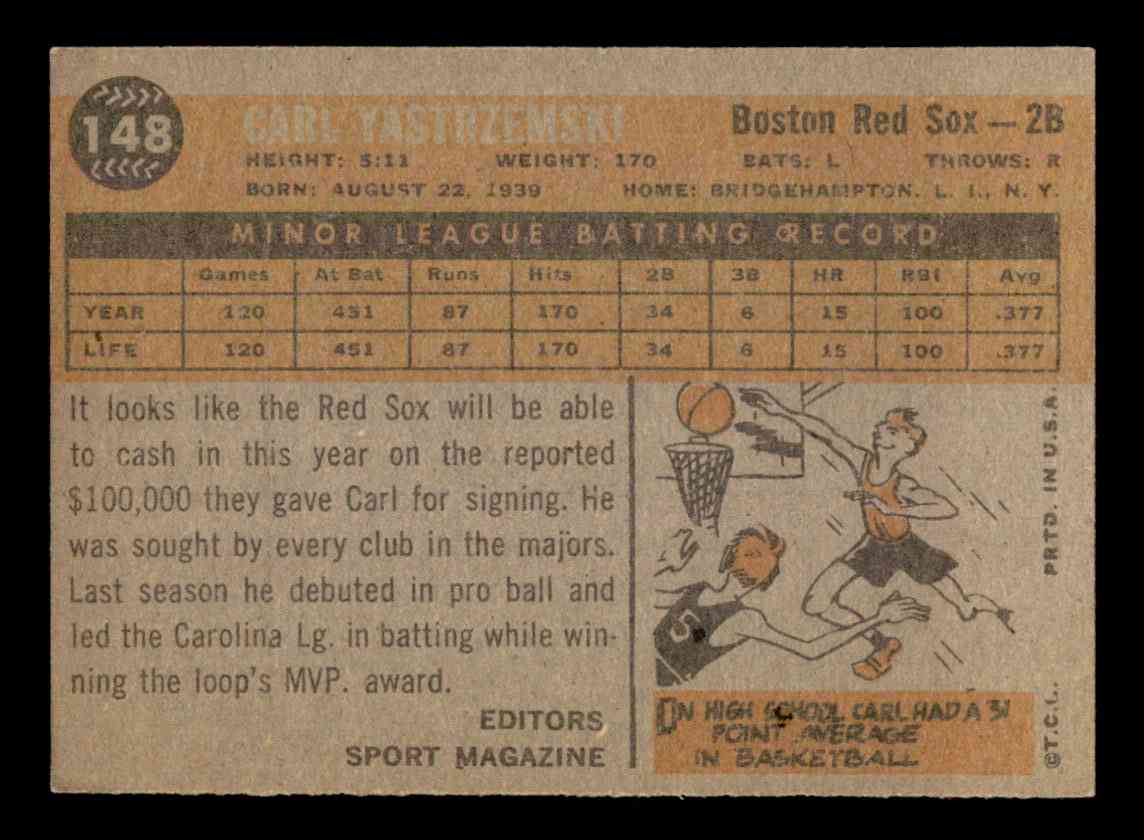 148
CARL YASTRZEMSKI
Boston Red Sox — 2B
HEIGHT: 5:11 WEIGHT: 170 BATS: L THROWS: R
BORN: AUGUST 22, 1939 HOME: BRIDGEHAMPTON, L. I., N. Y.
MINOR LEAGUE BATTING RECORD
Games At Bat Runs Hits 2B 3B HR RBI Avg
YEAR 120 451 87 170 34 6 15 100 .377
LIFE 120 451 87 170 34 6 15 100 .377
It looks like the Red Sox will be able
to cash in this year on the reported
$100,000 they gave Carl for signing. He
was sought by every club in the majors.
Last season he debuted in pro ball and
led the Carolina Lg. in batting while win-
ning the loop's MVP. award.
EDITORS
SPORT MAGAZINE
5
IN HIGH SCHOOL CARL HAD A 31
POINT AVERAGE
IN BASKETBALL
©T.C.G. PRTD. IN U.S.A.